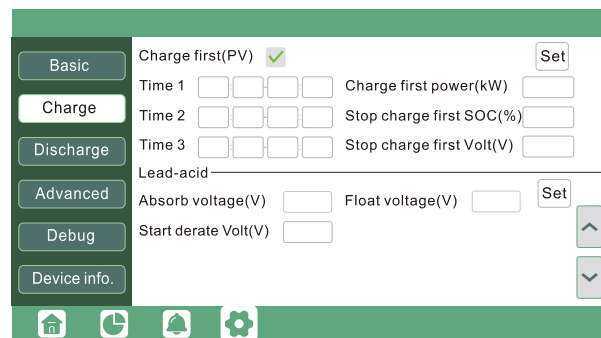 Basic
Charge
Discharge
Advanced
Debug
Device info.
Charge first(PV) Set
Time 1 Charge first power(kW)
Time 2 Stop charge first SOC(%)
Time 3 Stop charge first Volt(V)
Lead-acid
Absorb voltage(V) Float voltage(V) Set
Start derate Volt(V)